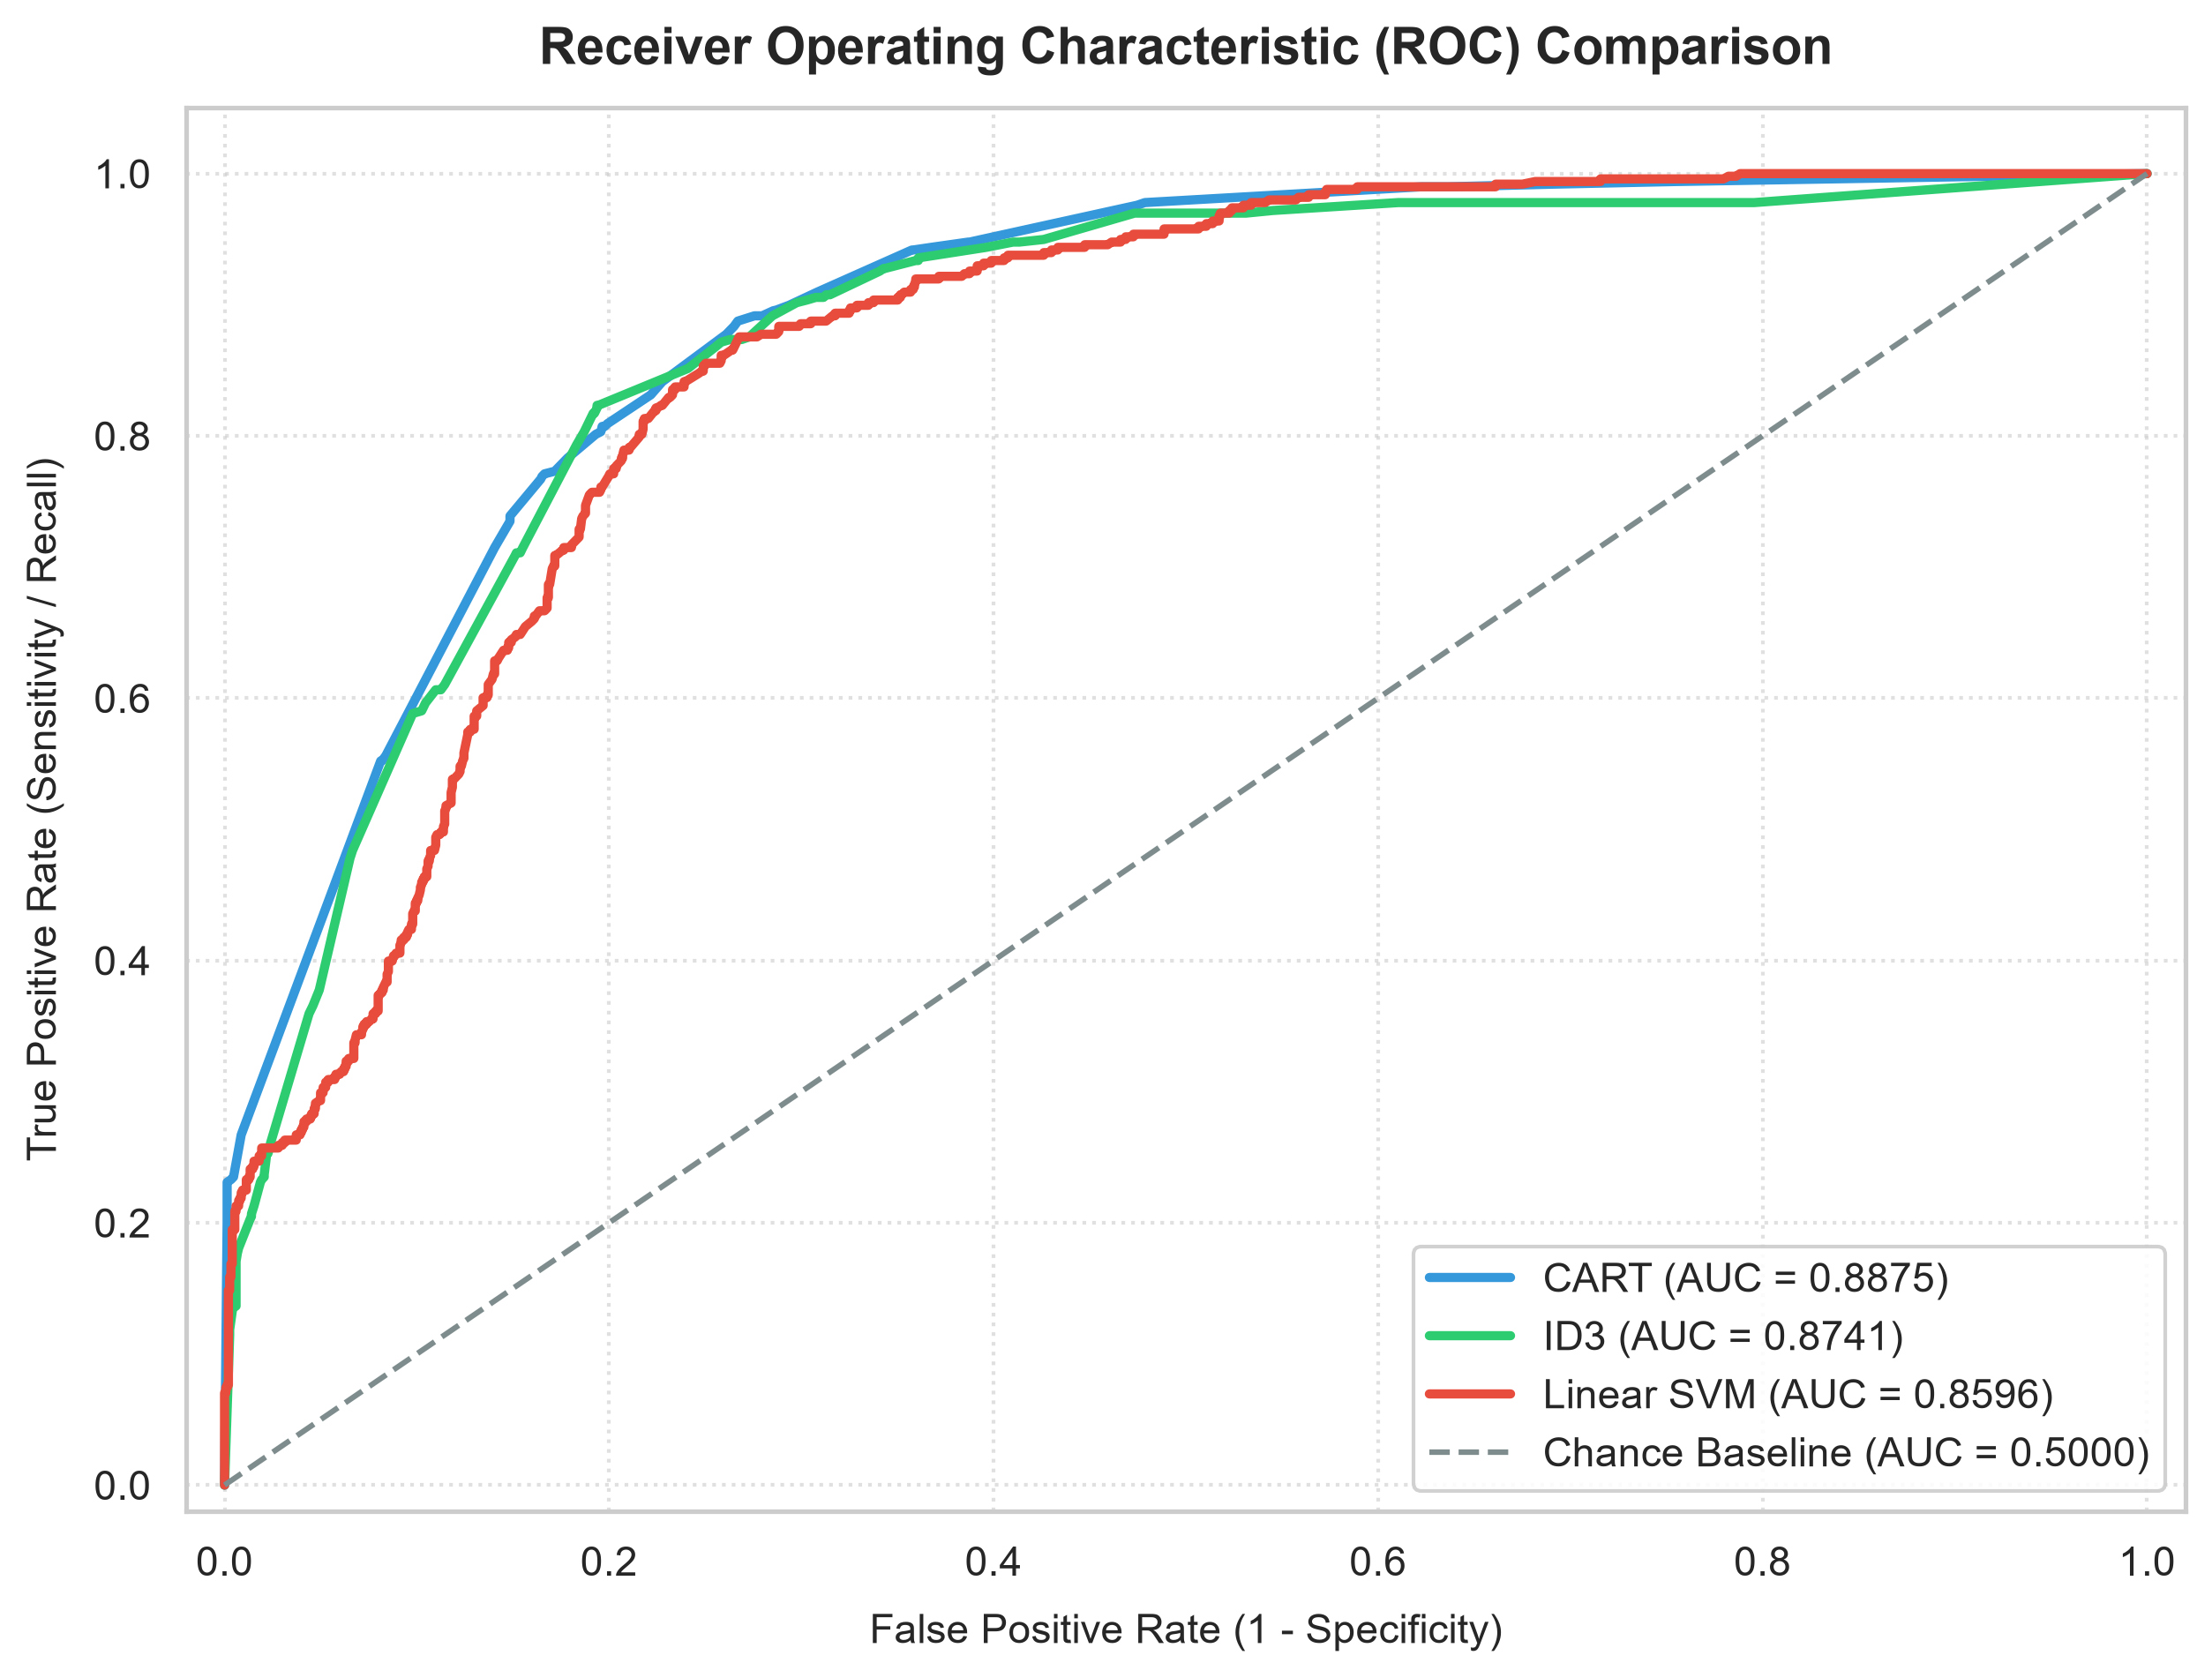 Receiver Operating Characteristic (ROC) Comparison
True Positive Rate (Sensitivity / Recall)
1.0
0.8
0.6
0.4
0.2
0.0
0.0
0.2
0.4
0.6
0.8
1.0
False Positive Rate (1 - Specificity)
CART (AUC = 0.8875)
ID3 (AUC = 0.8741)
Linear SVM (AUC = 0.8596)
Chance Baseline (AUC = 0.5000)